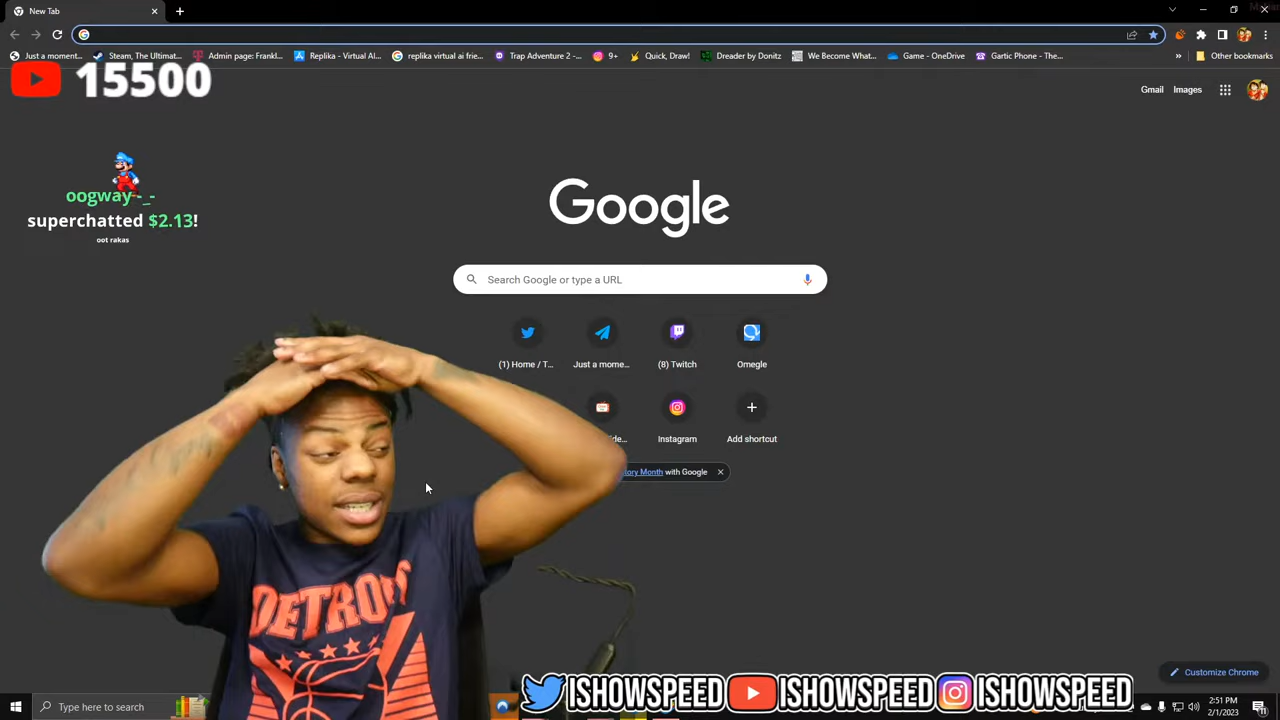 New Tab
Just a moment...
Steam, The Ultima...
Admin page: Frankl...
Replika - Virtual AI...
replika virtual ai frie...
Trap Adventure 2 -...
9+
Quick, Draw!
Dreader by Donitz
We Become What...
Game - OneDrive
Gartic Phone - The...
»
Other bookmarks
15500
Gmail
Images
oogway-_-
superchatted $2.13!
oot rakas
Google
Search Google or type a URL
(1) Home / T...
Just a mome...
(8) Twitch
Omegle
Instagram
Add shortcut
Month with Google
DETROIT
Customize Chrome
ISHOWSPEED
ISHOWSPEED
ISHOWSPEED
Type here to search
2:51 PM
2/1/2023